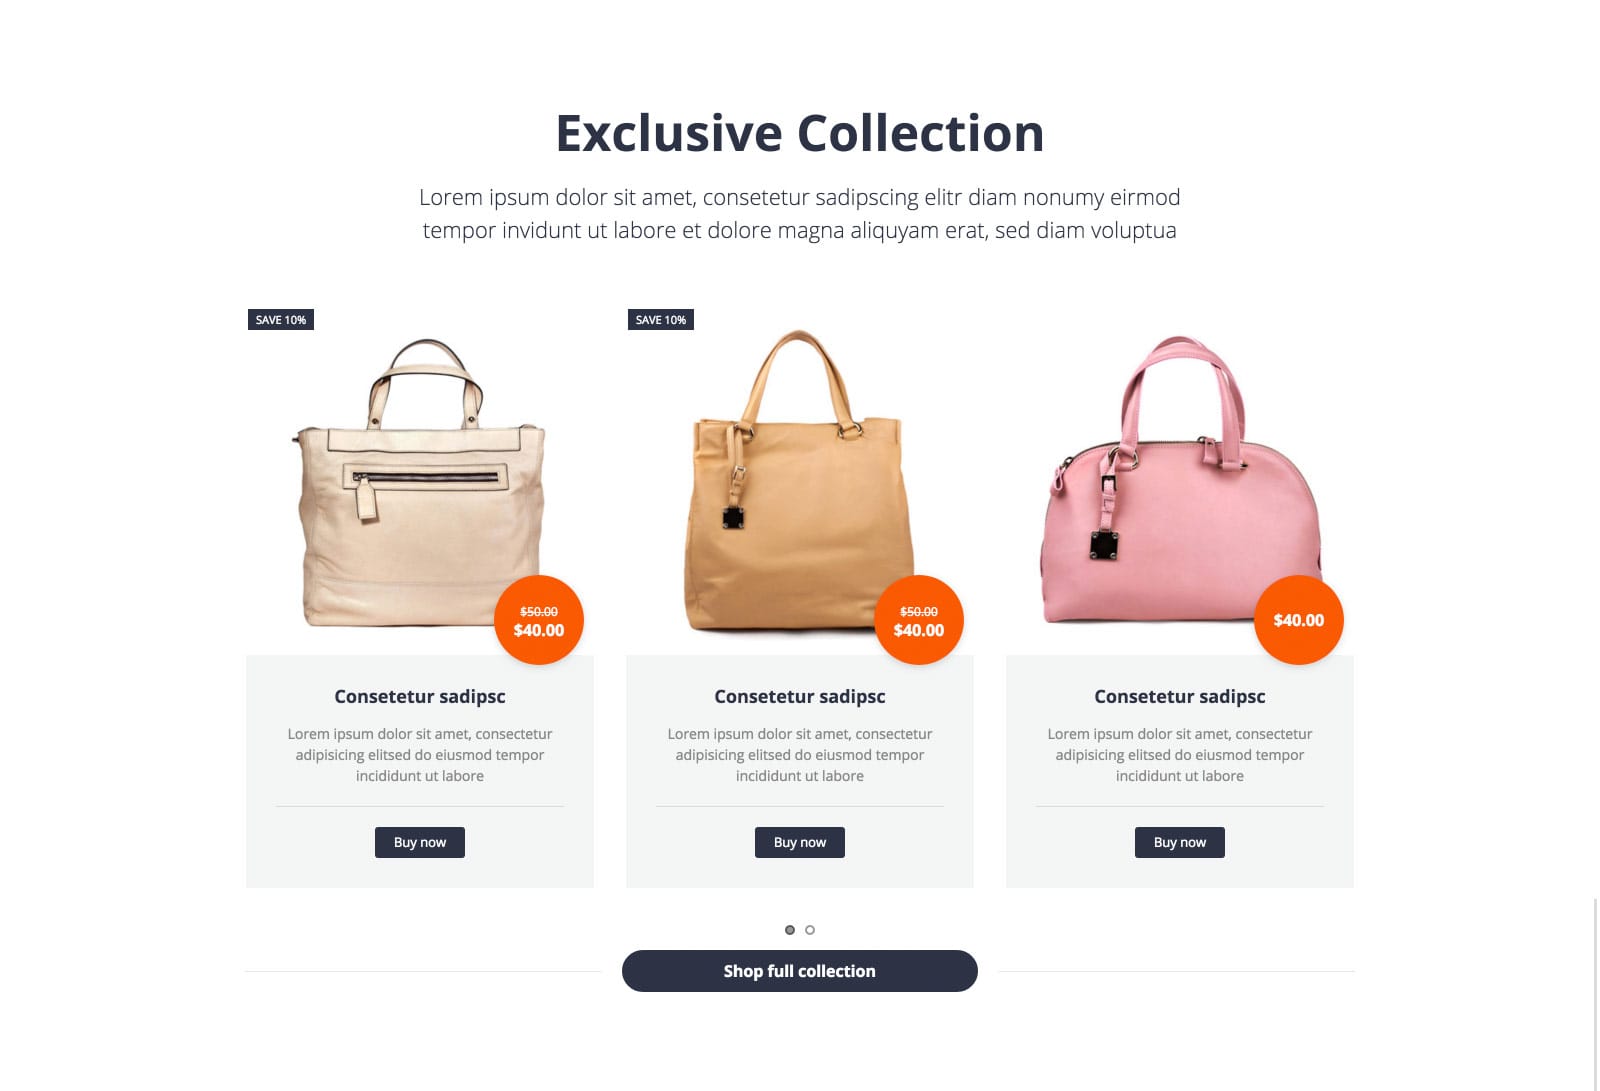 Exclusive Collection
Lorem ipsum dolor sit amet, consetetur sadipscing elitr diam nonumy eirmod
tempor invidunt ut labore et dolore magna aliquyam erat, sed diam voluptua
SAVE 10%
$50.00
$40.00
Consetetur sadipsc
Lorem ipsum dolor sit amet, consectetur
adipisicing elitsed do eiusmod tempor
incididunt ut labore
Buy now
SAVE 10%
$50.00
$40.00
Consetetur sadipsc
Lorem ipsum dolor sit amet, consectetur
adipisicing elitsed do eiusmod tempor
incididunt ut labore
Buy now
$40.00
Consetetur sadipsc
Lorem ipsum dolor sit amet, consectetur
adipisicing elitsed do eiusmod tempor
incididunt ut labore
Buy now
Shop full collection